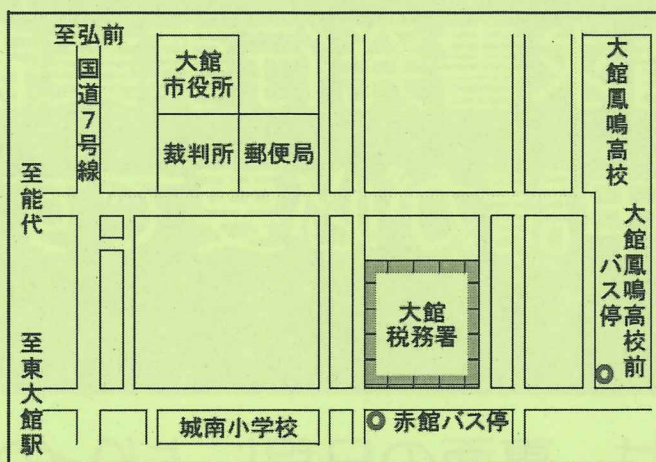 至弘前
国道7号線
大館
市役所
裁判所
郵便局
大館鳳鳴高校
至能代
大館鳳鳴高校前
バス停
大館
税務署
至東大館駅
城南小学校
赤館バス停